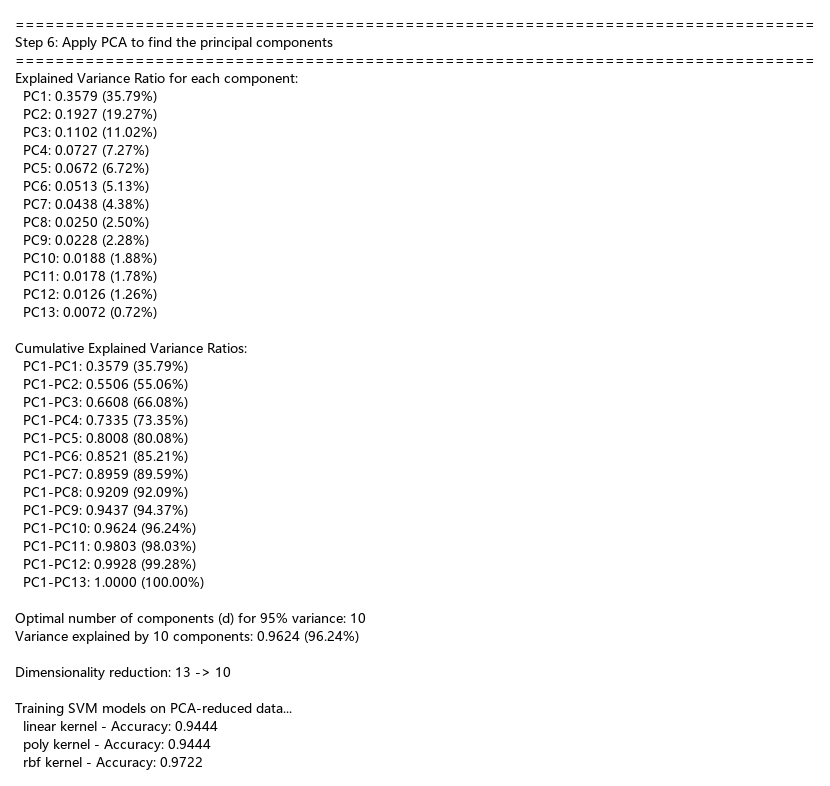 ================================================================================
Step 6: Apply PCA to find the principal components
================================================================================
Explained Variance Ratio for each component:
PC1: 0.3579 (35.79%)
PC2: 0.1927 (19.27%)
PC3: 0.1102 (11.02%)
PC4: 0.0727 (7.27%)
PC5: 0.0672 (6.72%)
PC6: 0.0513 (5.13%)
PC7: 0.0438 (4.38%)
PC8: 0.0250 (2.50%)
PC9: 0.0228 (2.28%)
PC10: 0.0188 (1.88%)
PC11: 0.0178 (1.78%)
PC12: 0.0126 (1.26%)
PC13: 0.0072 (0.72%)

Cumulative Explained Variance Ratios:
PC1-PC1: 0.3579 (35.79%)
PC1-PC2: 0.5506 (55.06%)
PC1-PC3: 0.6608 (66.08%)
PC1-PC4: 0.7335 (73.35%)
PC1-PC5: 0.8008 (80.08%)
PC1-PC6: 0.8521 (85.21%)
PC1-PC7: 0.8959 (89.59%)
PC1-PC8: 0.9209 (92.09%)
PC1-PC9: 0.9437 (94.37%)
PC1-PC10: 0.9624 (96.24%)
PC1-PC11: 0.9803 (98.03%)
PC1-PC12: 0.9928 (99.28%)
PC1-PC13: 1.0000 (100.00%)

Optimal number of components (d) for 95% variance: 10
Variance explained by 10 components: 0.9624 (96.24%)

Dimensionality reduction: 13 -> 10

Training SVM models on PCA-reduced data...
linear kernel - Accuracy: 0.9444
poly kernel - Accuracy: 0.9444
rbf kernel - Accuracy: 0.9722